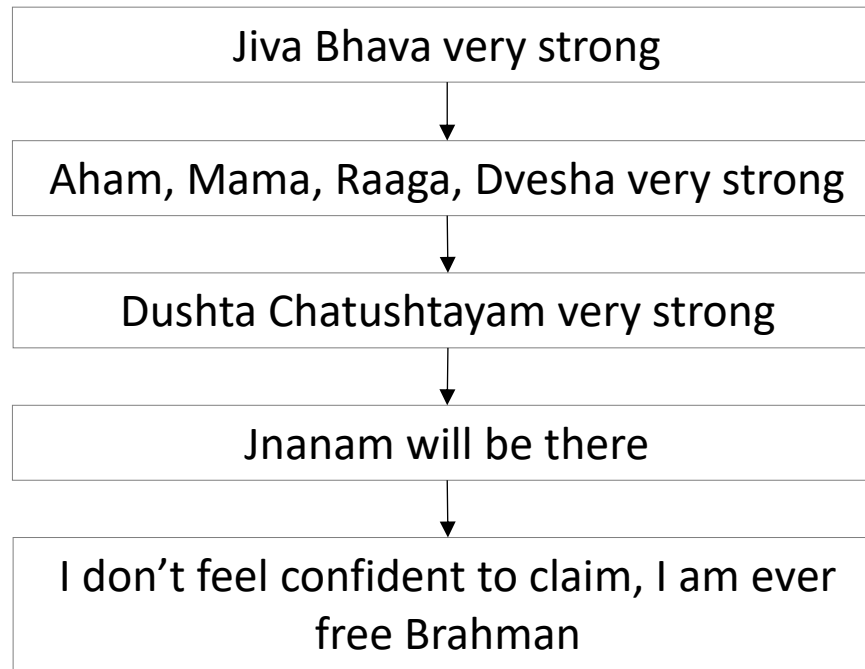 Jiva Bhava very strong
Aham, Mama, Raaga, Dvesha very strong
Dushta Chatushtayam very strong
Jnanam will be there
I don’t feel confident to claim, I am ever
free Brahman